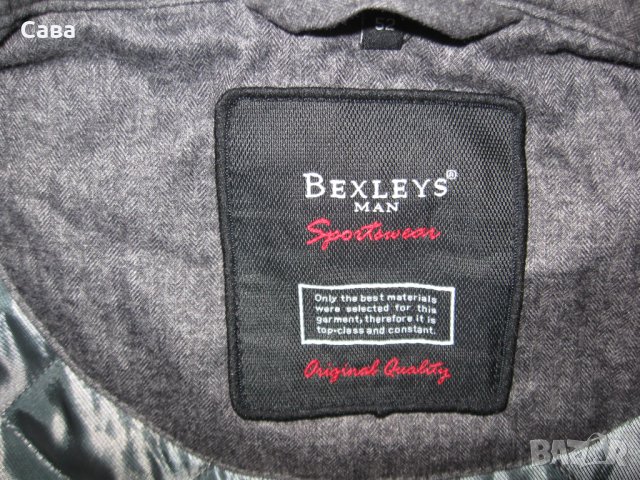 Сава
52
BEXLEYS®
MAN
Sportswear
Only the best materials
were selected for this
garment, therefore it is
top-class and constant.
Original Quality
BAZAR